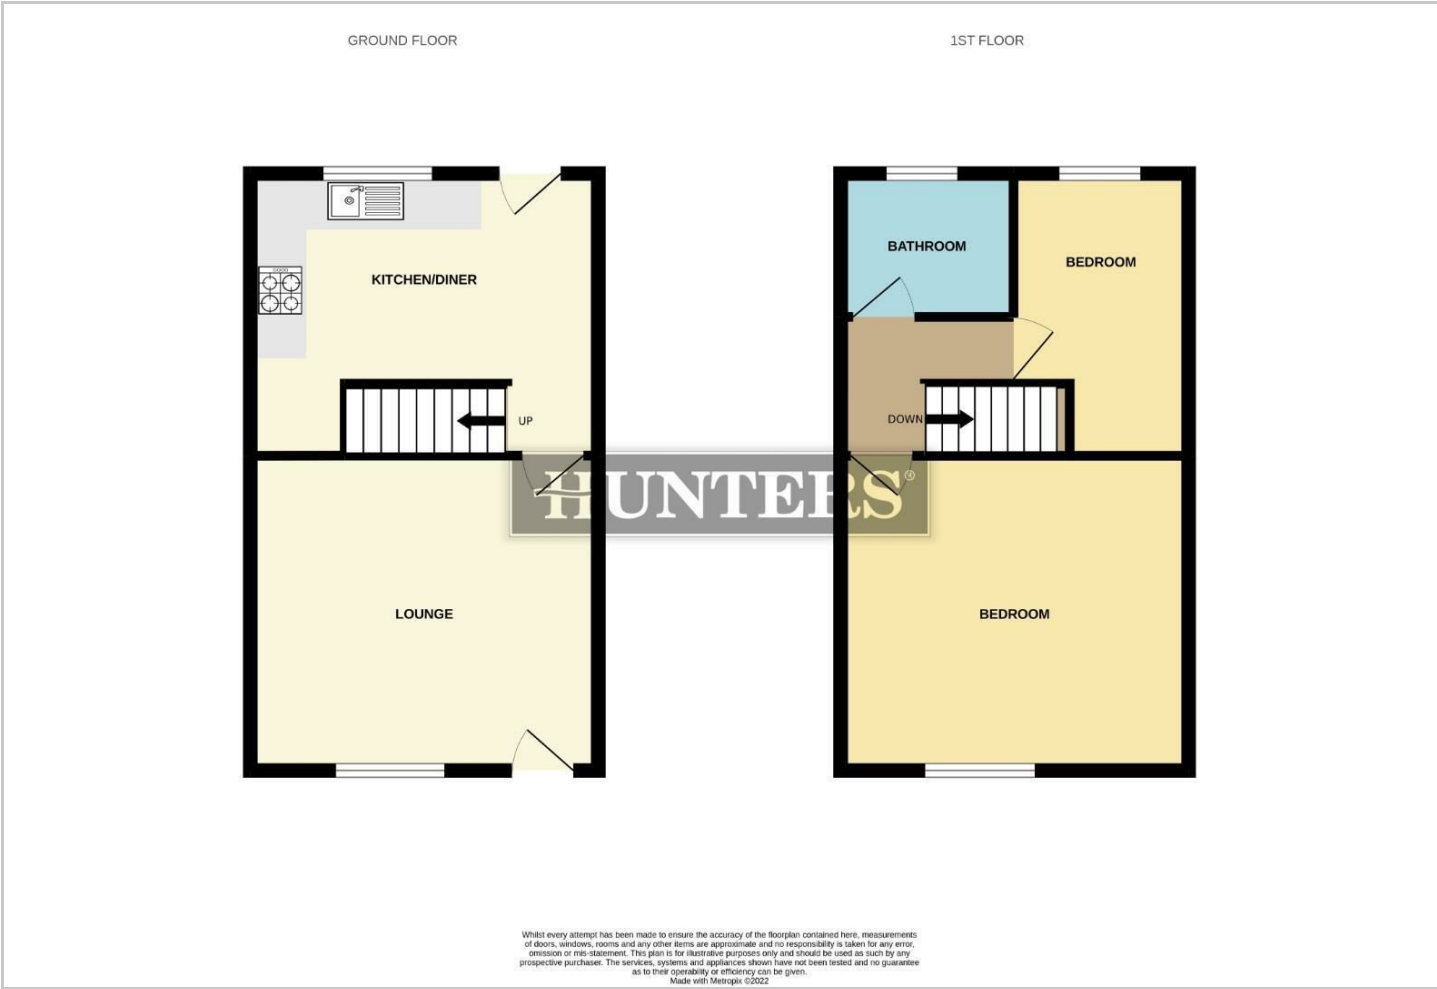 GROUND FLOOR
1ST FLOOR
KITCHEN/DINER
BATHROOM
BEDROOM
UP
DOWN
HUNTERS®
LOUNGE
BEDROOM
Whilst every attempt has been made to ensure the accuracy of the floorplan contained here, measurements
of doors, windows, rooms and any other items are approximate and no responsibility is taken for any error,
omission or mis-statement. This plan is for illustrative purposes only and should be used as such by any
prospective purchaser. The services, systems and appliances shown have not been tested and no guarantee
as to their operability or efficiency can be given.
Made with Metropix ©2022